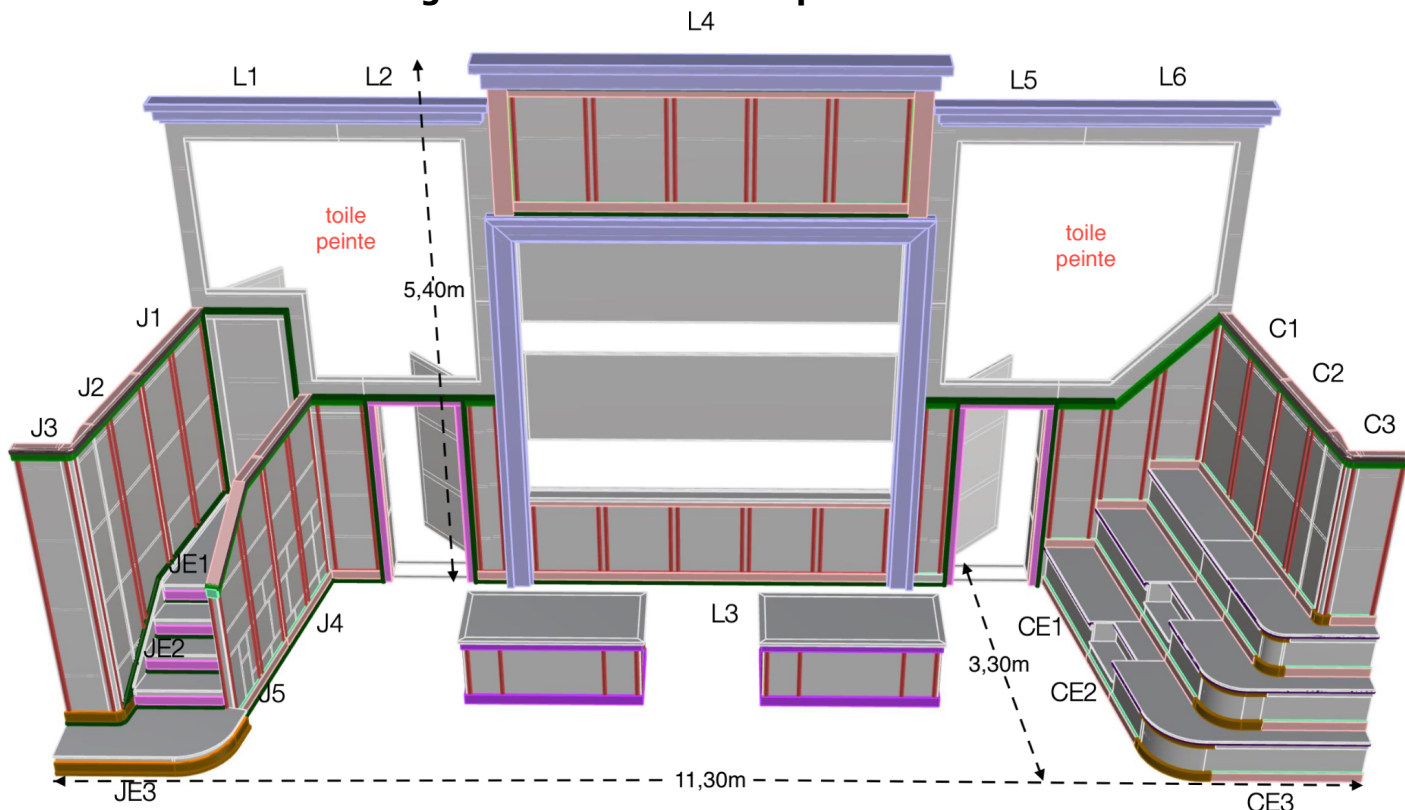 L4
L1
L2
L5
L6
toile
peinte
toile
peinte
5,40m
J1
J2
J3
C1
C2
C3
JE1
JE2
J4
J5
L3
CE1
CE2
3,30m
11,30m
JE3
CE3